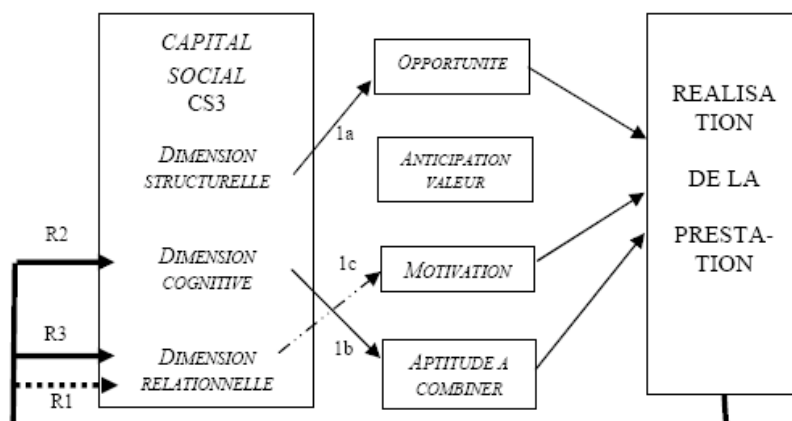 CAPITAL
SOCIAL
CS3
DIMENSION
STRUCTURELLE
DIMENSION
COGNITIVE
DIMENSION
RELATIONNELLE
R2
R3
R1
1a
1c
1b
OPPORTUNITE
ANTICIPATION
VALEUR
MOTIVATION
APTITUDE A
COMBINER
REALISA
TION
DE LA
PRESTA-
TION